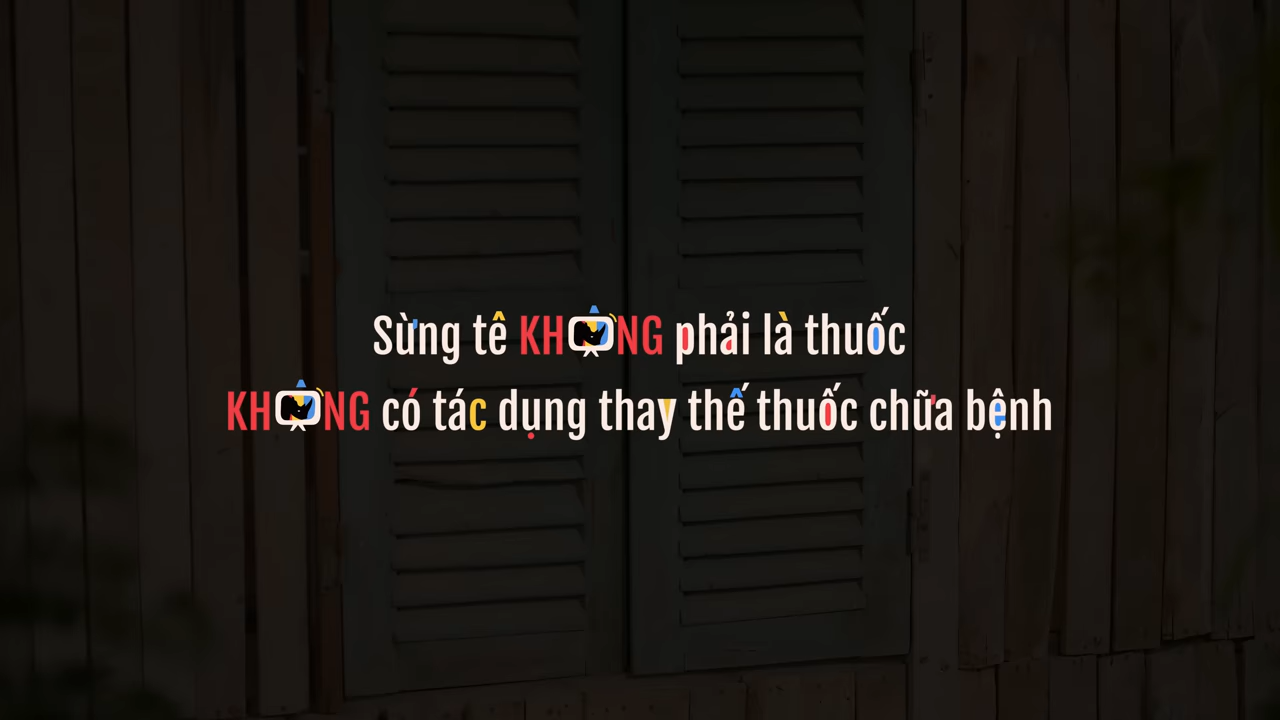 Sừng tê KHÔNG phải là thuốc
KHÔNG có tác dụng thay thế thuốc chữa bệnh